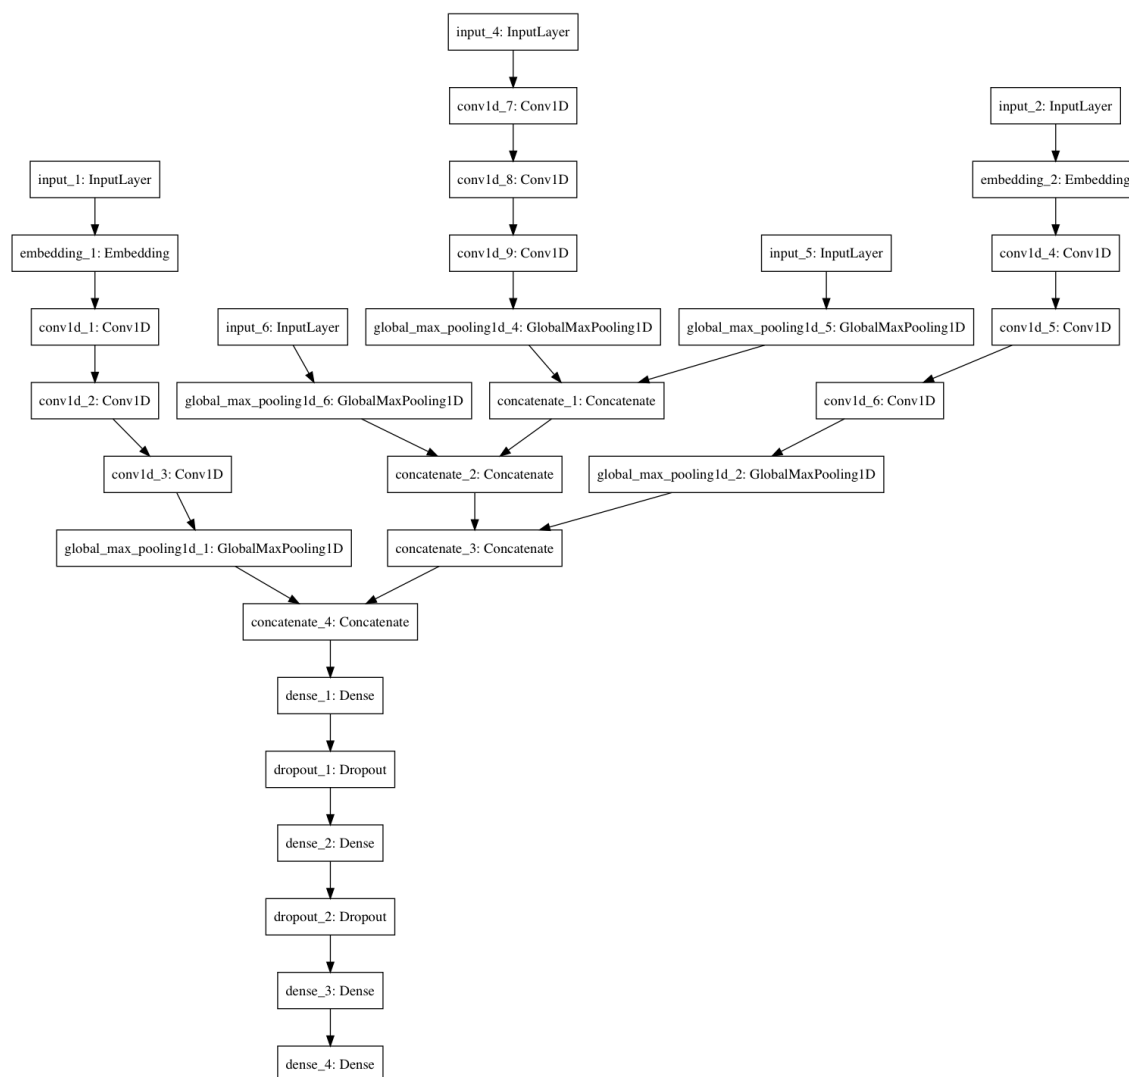 input_4: InputLayer
conv1d_7: Conv1D
input_2: InputLayer
input_1: InputLayer
conv1d_8: Conv1D
embedding_2: Embedding
embedding_1: Embedding
conv1d_9: Conv1D
input_5: InputLayer
conv1d_4: Conv1D
conv1d_1: Conv1D
input_6: InputLayer
global_max_pooling1d_4: GlobalMaxPooling1D
global_max_pooling1d_5: GlobalMaxPooling1D
conv1d_5: Conv1D
conv1d_2: Conv1D
global_max_pooling1d_6: GlobalMaxPooling1D
concatenate_1: Concatenate
conv1d_6: Conv1D
conv1d_3: Conv1D
concatenate_2: Concatenate
global_max_pooling1d_2: GlobalMaxPooling1D
global_max_pooling1d_1: GlobalMaxPooling1D
concatenate_3: Concatenate
concatenate_4: Concatenate
dense_1: Dense
dropout_1: Dropout
dense_2: Dense
dropout_2: Dropout
dense_3: Dense
dense_4: Dense